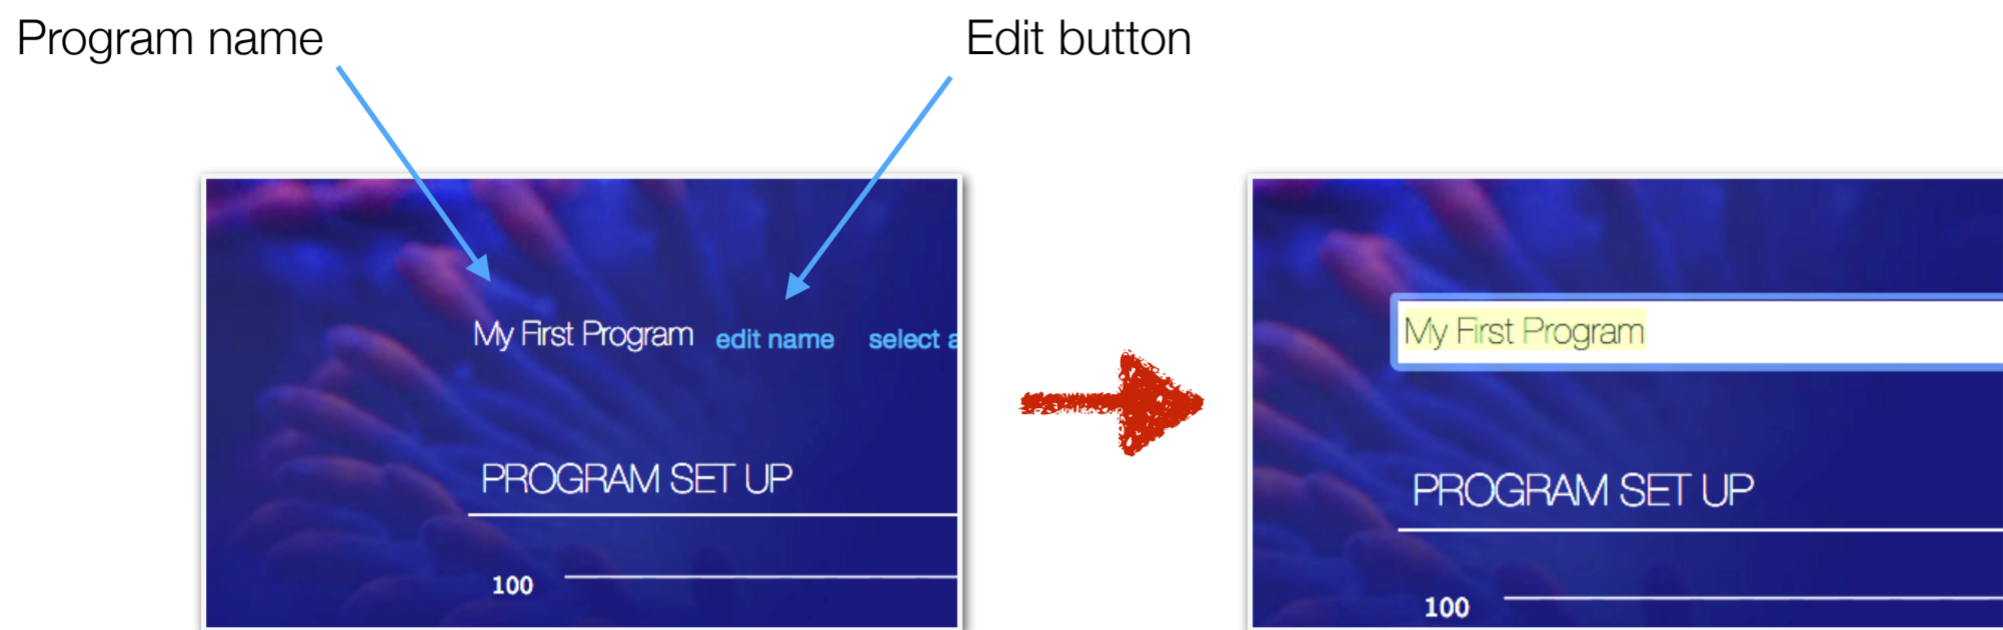 Program name
Edit button
My First Program edit name select a
PROGRAM SET UP
100
My First Program
PROGRAM SET UP
100